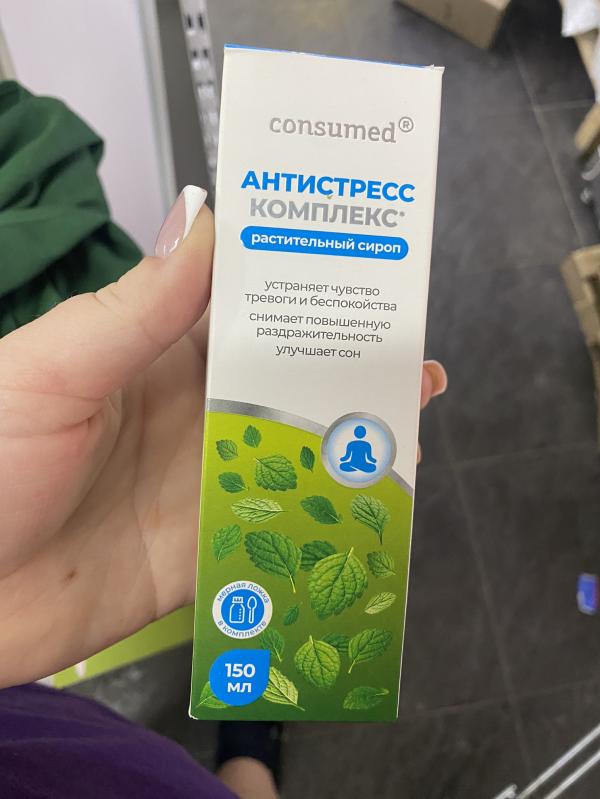 consumed®
АНТИСТРЕСС
КОМПЛЕКС*
растительный сироп
устраняет чувство
тревоги и беспокойства
снимает повышенную
раздражительность
улучшает сон
мерная ложка
в комплекте
150
МЛ